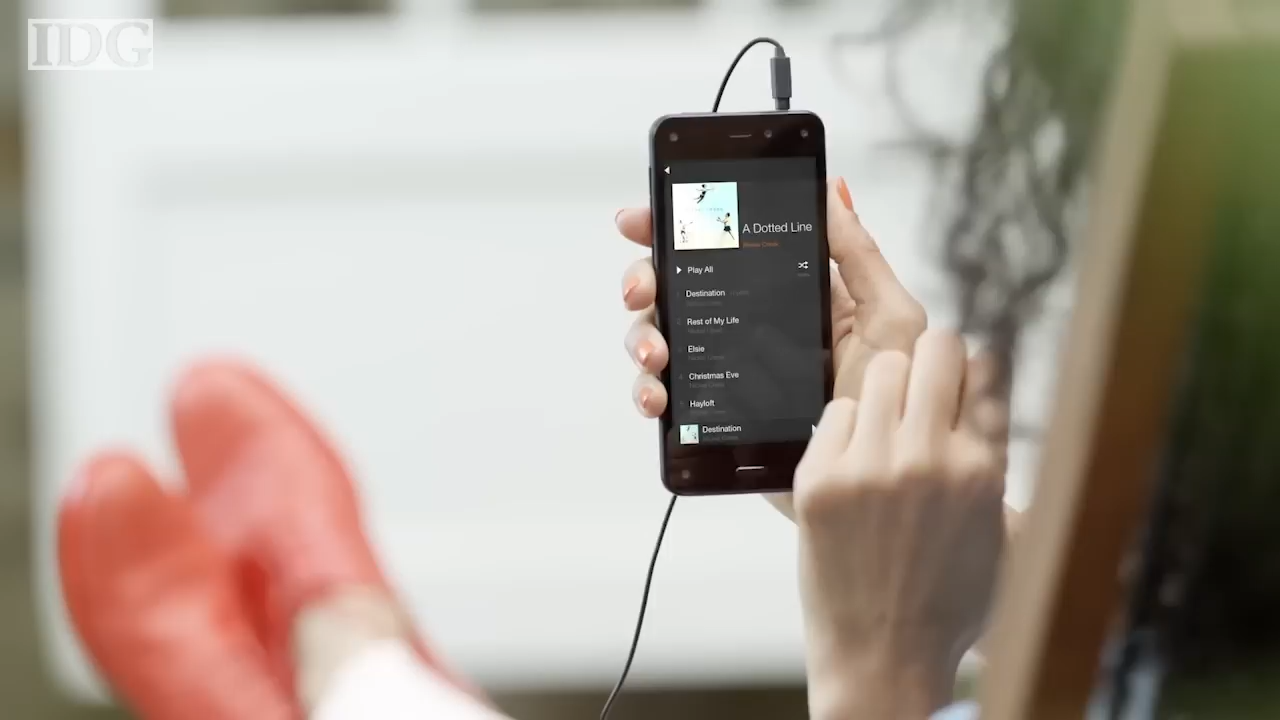 IDG
A Dotted Line
Play All
Destination
Rest of My Life
Elsie
Christmas Eve
Hayloft
Destination